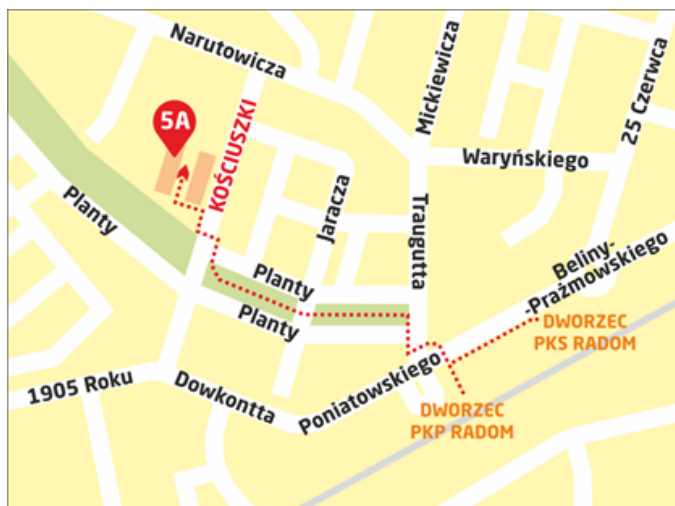 Narutowicza
Mickiewicza
25 Czerwca
5A
KOŚCIUSZKI
Waryńskiego
Planty
Jaracza
Traugutta
Planty
Beliny-
-Prażmowskiego
Planty
DWORZEC
PKS RADOM
1905 Roku
Dowkontta
Poniatowskiego
DWORZEC
PKP RADOM